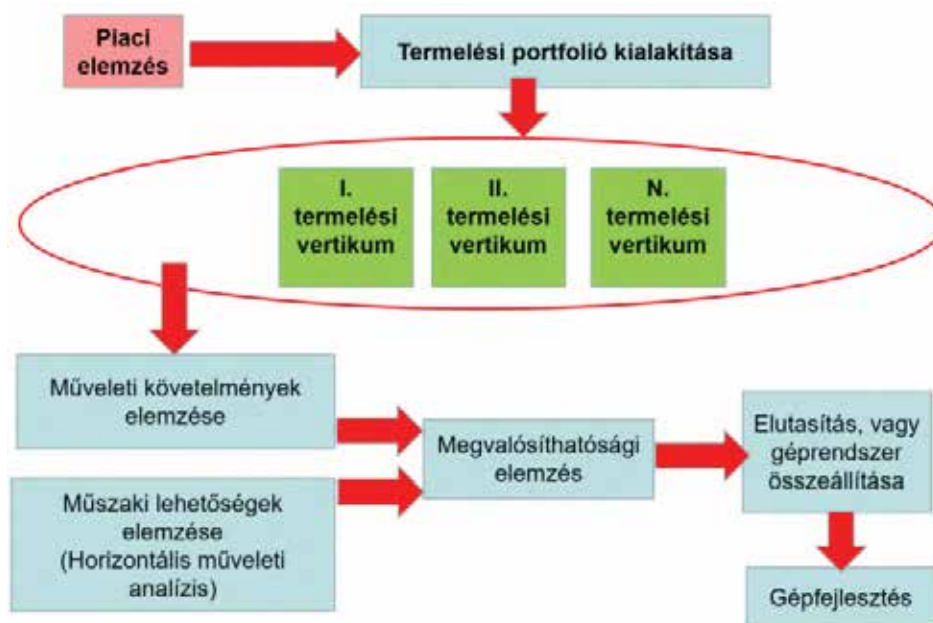 Piaci
elemzés
Termelési portfolió kialakítása
I.
termelési
vertikum
II.
termelési
vertikum
N.
termelési
vertikum
Műveleti követelmények
elemzése
Műszaki lehetőségek
elemzése
(Horizontális műveleti
analízis)
Megvalósíthatósági
elemzés
Elutasítás, vagy
géprendszer
összeállítása
Gépfejlesztés